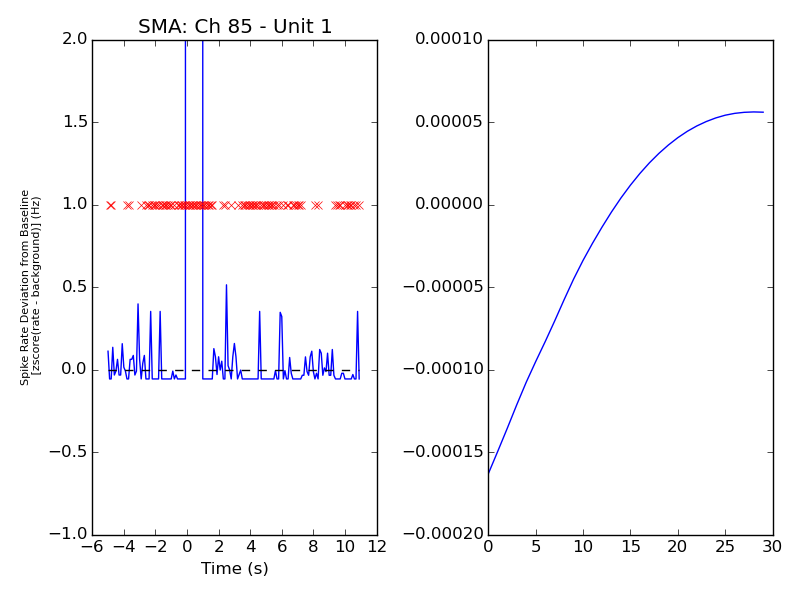 SMA: Ch 85 - Unit 1
Spike Rate Deviation from Baseline
[zscore(rate - background)] (Hz)
2.0
1.5
1.0
0.5
0.0
−0.5
−1.0
−6 −4 −2 0 2 4 6 8 10 12
Time (s)
0.00010
0.00005
0.00000
−0.00005
−0.00010
−0.00015
−0.00020
0 5 10 15 20 25 30